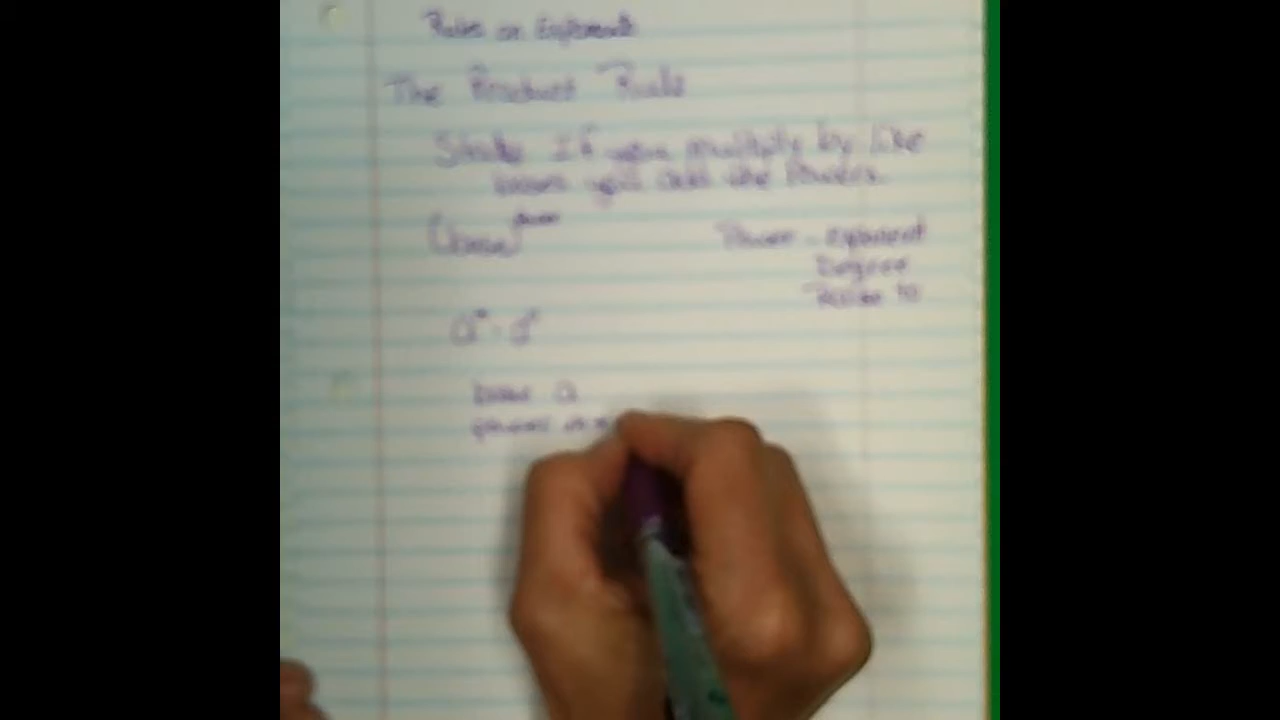 Rules on Exponents
The Product Rule
States If you multiply by like
bases you add the Powers.
(base)^power
Power - exponent
Degree
Raise to
a · a
base a
powers